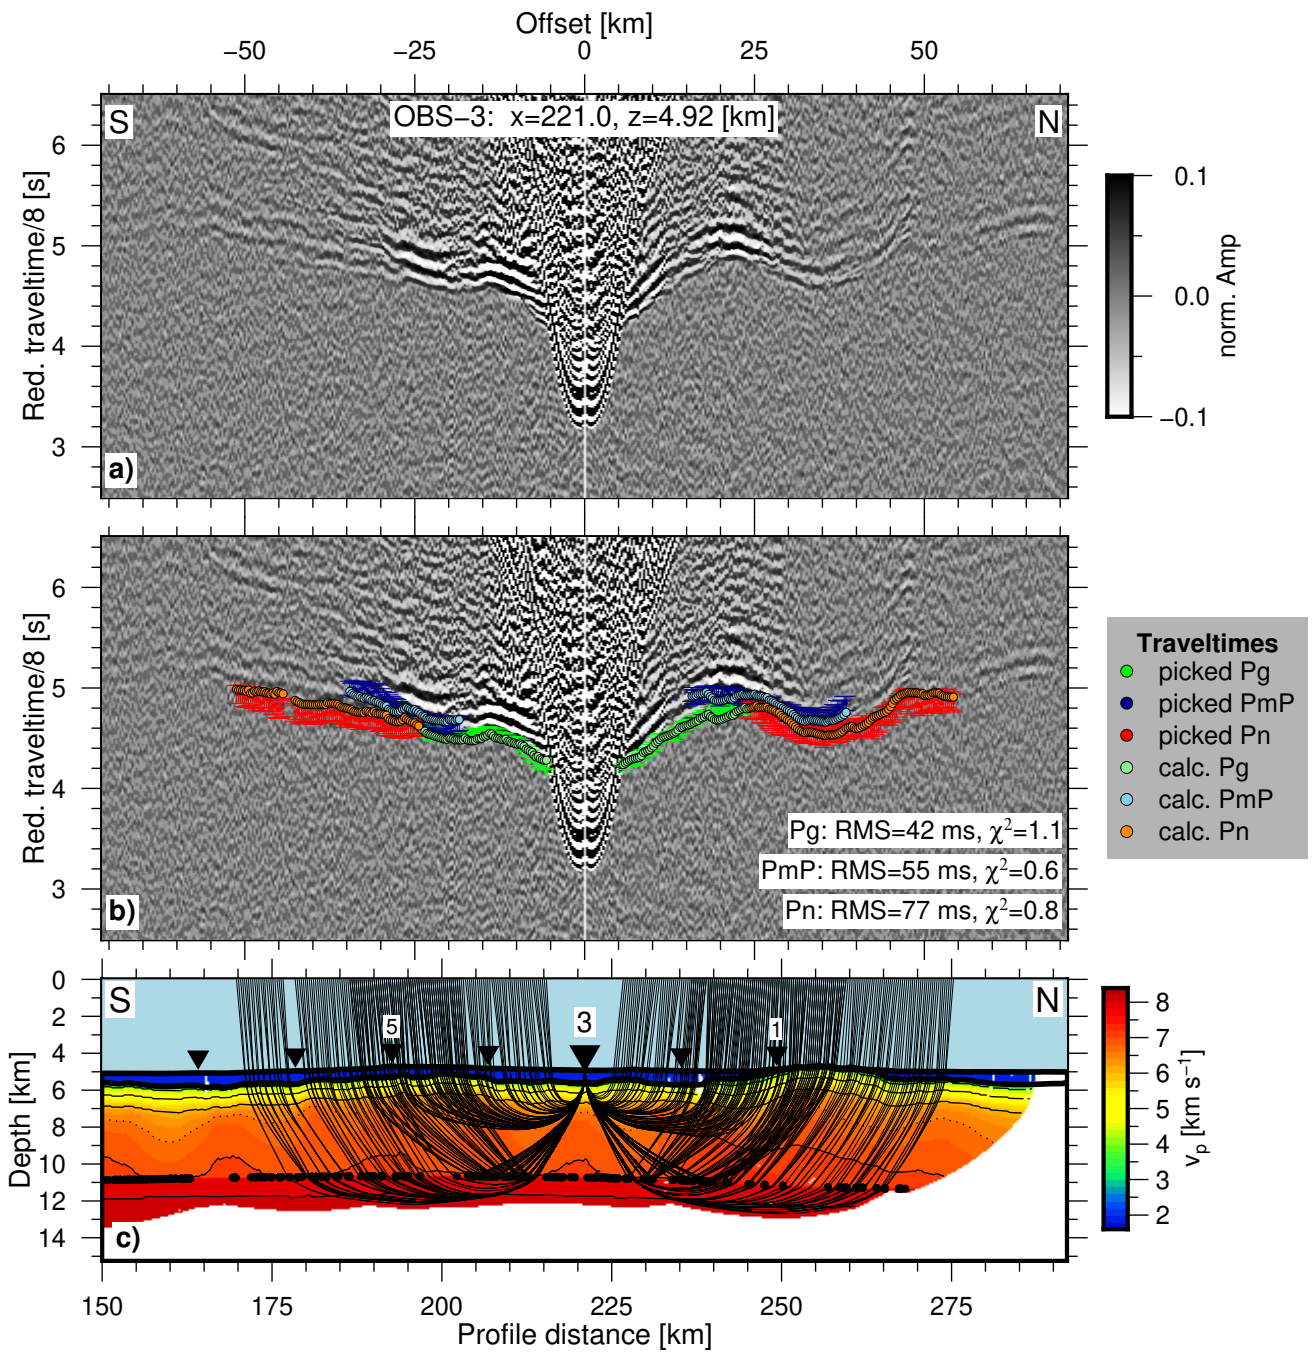 Offset [km]
−50 −25 0 25 50
S
OBS−3: x=221.0, z=4.92 [km]
N
6
5
4
3
Red. traveltime/8 [s]
a)
0.1
0.0
−0.1
norm. Amp
6
5
4
3
Red. traveltime/8 [s]
b)
Pg: RMS=42 ms, χ²=1.1
PmP: RMS=55 ms, χ²=0.6
Pn: RMS=77 ms, χ²=0.8
Traveltimes
picked Pg
picked PmP
picked Pn
calc. Pg
calc. PmP
calc. Pn
S
N
5
3
1
0
2
4
6
8
10
12
14
Depth [km]
c)
8
7
6
5
4
3
2
vp [km s⁻¹]
150 175 200 225 250 275
Profile distance [km]